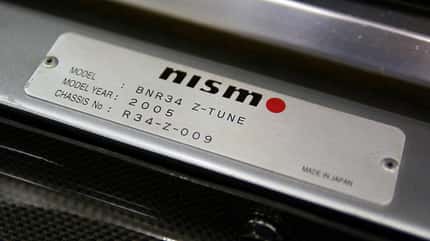 nismo
MODEL : BNR34 Z-TUNE
MODEL YEAR : 2005
CHASSIS No : R34-Z-009
MADE IN JAPAN